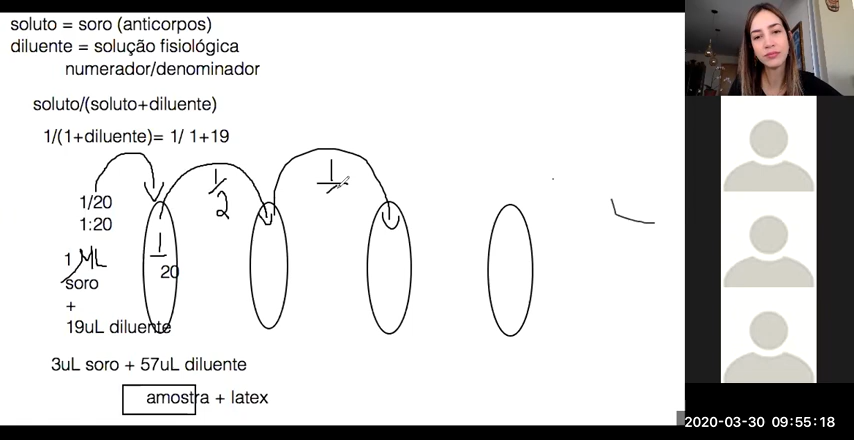 soluto = soro (anticorpos)
diluente = solução fisiológica
numerador/denominador
soluto/(soluto+diluente)
1/(1+diluente)= 1/ 1+19
1/20
1:20
1 ML
soro
+
19uL diluente
1
20
1/2
1
3uL soro + 57uL diluente
amostra + latex
2020-03-30 09:55:18